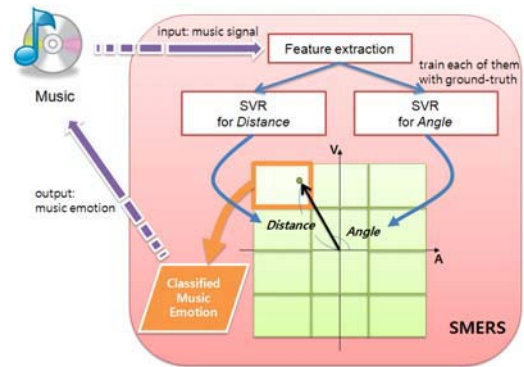 input: music signal
Feature extraction
train each of them
with ground-truth
Music
SVR
for Distance
SVR
for Angle
V
output:
music emotion
Distance
Angle
A
Classified
Music
Emotion
SMERS